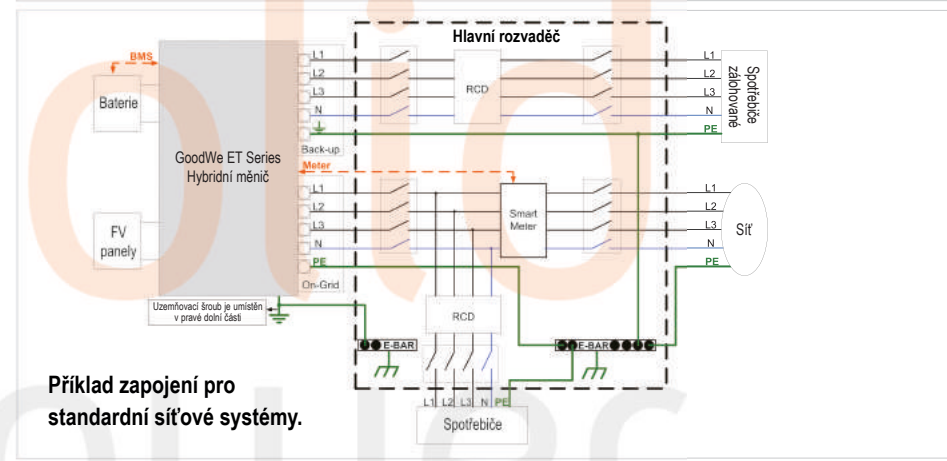 Hlavní rozvaděč
BMS
Baterie
FV
panely
GoodWe ET Series
Hybridní měnič
L1
L2
L3
N
Back-up
Meter
L1
L2
L3
N
PE
On-Grid
RCD
Smart
Meter
RCD
L1
L2
L3
N
PE
Spotřebiče
zálohované
L1
L2
L3
N
PE
Síť
Uzemňovací šroub je umístěn
v pravé dolní části
E-BAR
E-BAR
L1 L2 L3 N PE
Spotřebiče
Příklad zapojení pro
standardní síťové systémy.
olid